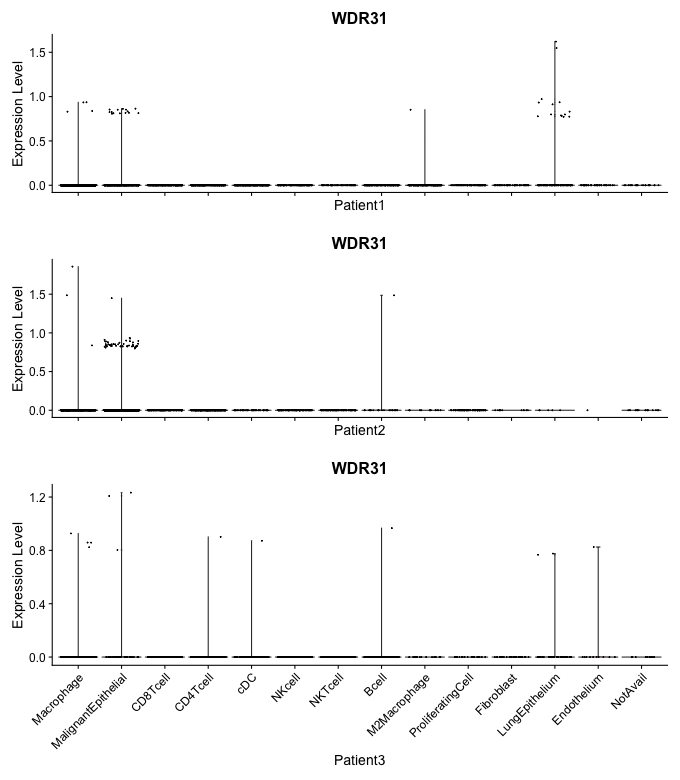 WDR31
Expression Level
1.5
1.0
0.5
0.0
Patient1
WDR31
Expression Level
1.5
1.0
0.5
0.0
Patient2
WDR31
Expression Level
1.2
0.8
0.4
0.0
Macrophage
MalignantEpithelial
CD8Tcell
CD4Tcell
cDC
NKcell
NKTcell
Bcell
M2Macrophage
ProliferatingCell
Fibroblast
LungEpithelium
Endothelium
NotAvail
Patient3